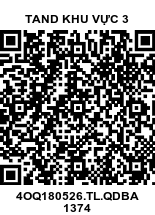 TAND KHU VỰC 3
4OQ180526.TL.QDBA
1374